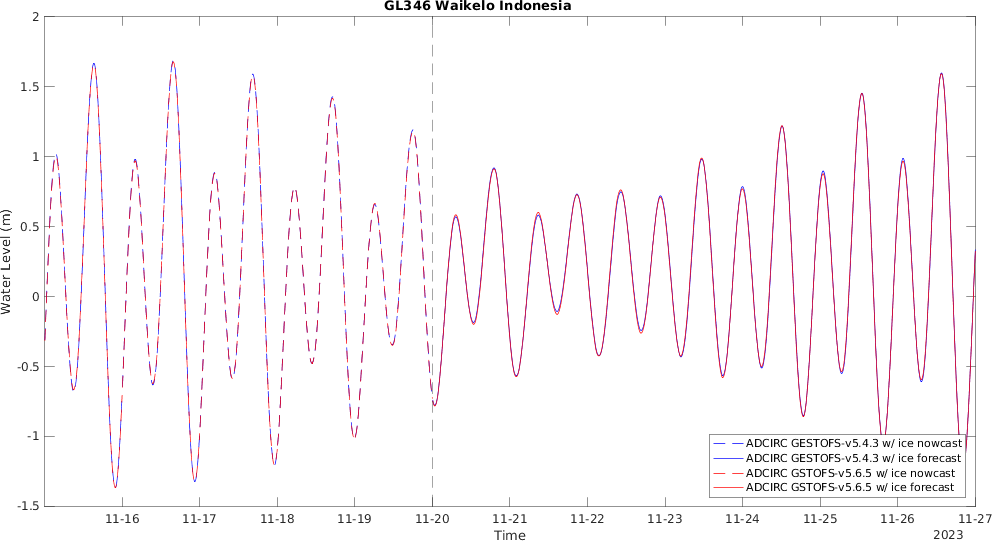 GL346 Waikelo Indonesia
Water Level (m)
2
1.5
1
0.5
0
-0.5
-1
-1.5
11-16 11-17 11-18 11-19 11-20 11-21 11-22 11-23 11-24 11-25 11-26 11-27
Time
2023
ADCIRC GESTOFS-v5.4.3 w/ ice nowcast
ADCIRC GESTOFS-v5.4.3 w/ ice forecast
ADCIRC GSTOFS-v5.6.5 w/ ice nowcast
ADCIRC GSTOFS-v5.6.5 w/ ice forecast